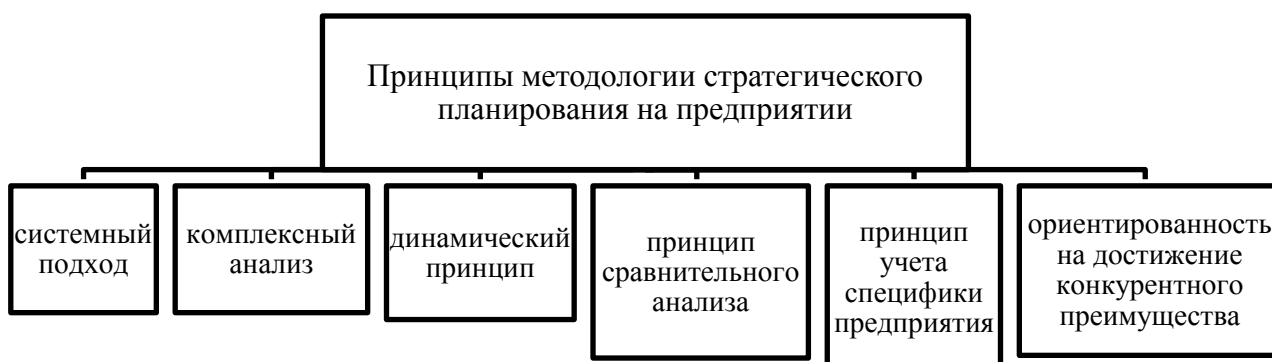 Принципы методологии стратегического
планирования на предприятии
системный
подход
комплексный
анализ
динамический
принцип
принцип
сравнительного
анализа
принцип
учета
специфики
предприятия
ориентированность
на достижение
конкурентного
преимущества